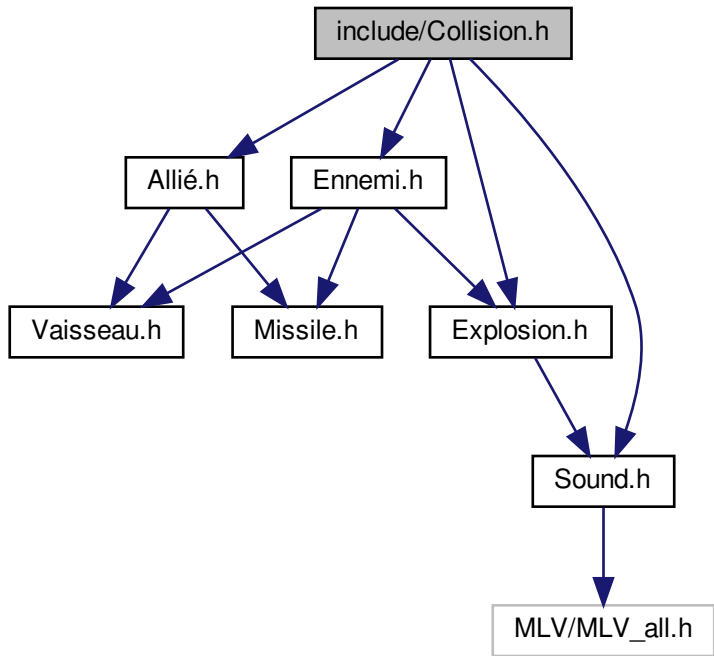 include/Collision.h
Allié.h
Ennemi.h
Vaisseau.h
Missile.h
Explosion.h
Sound.h
MLV/MLV_all.h